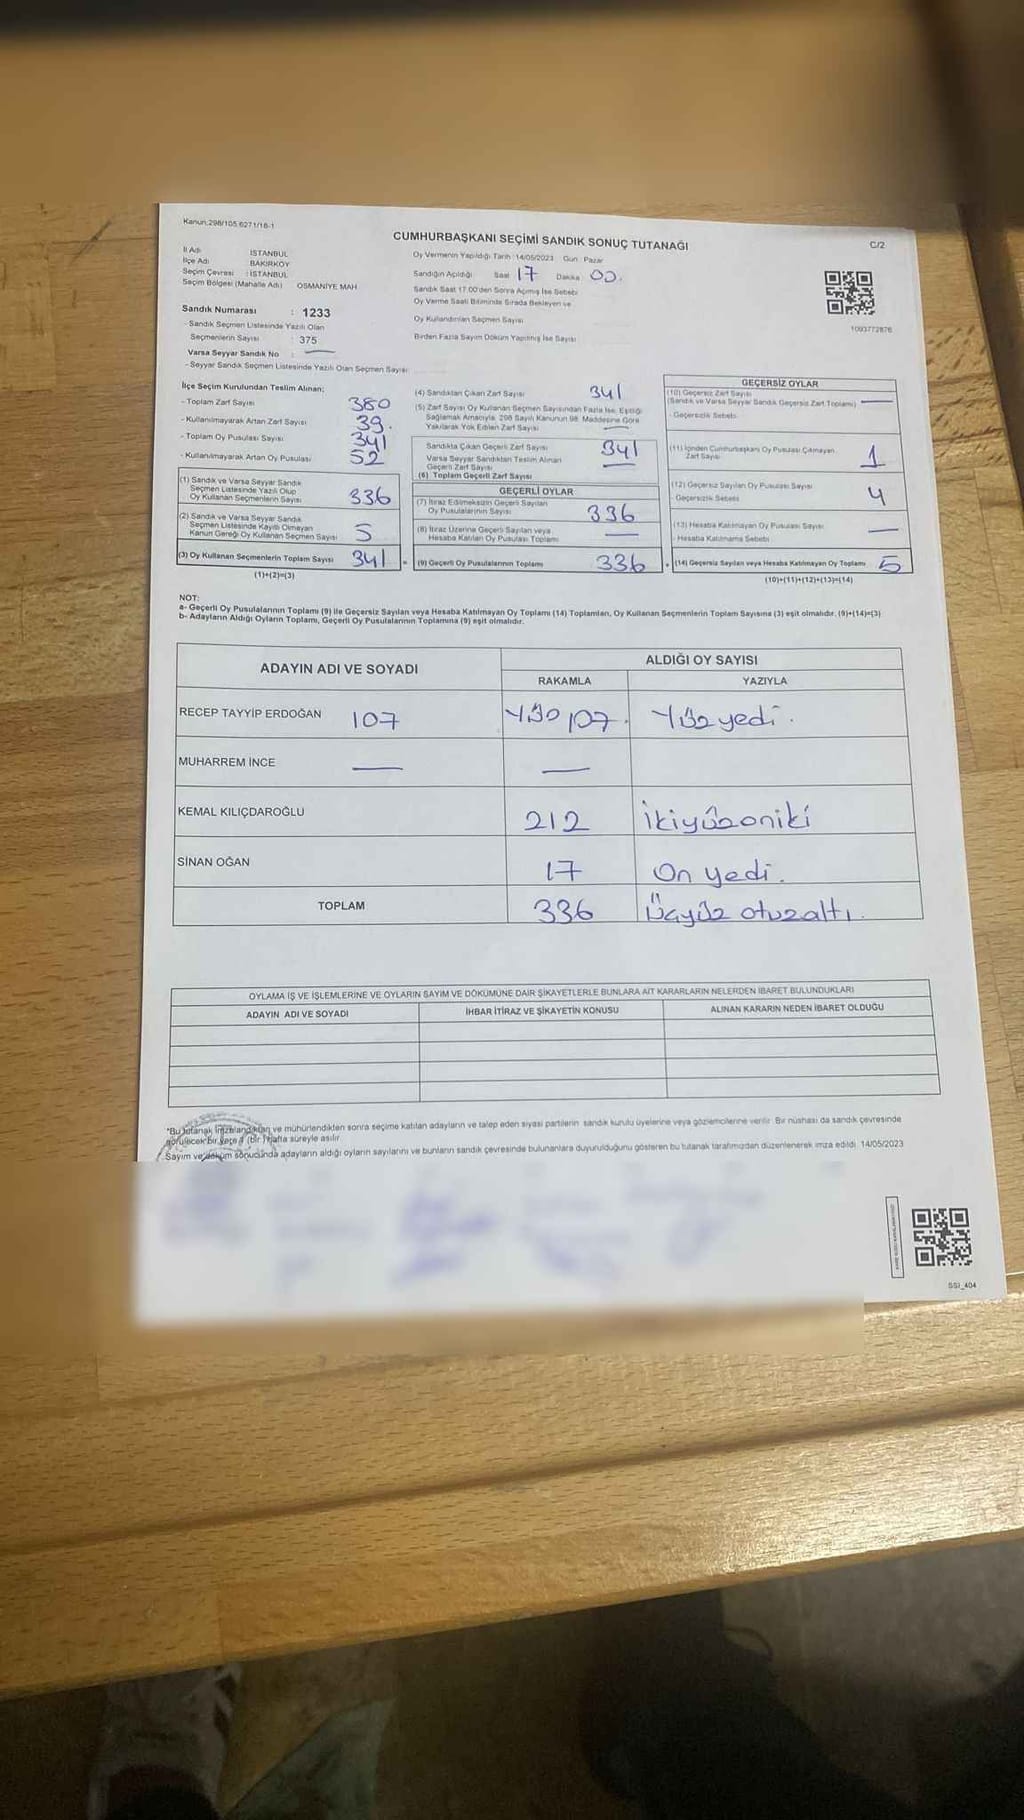 Kanun:298/105,6271/18-1
CUMHURBAŞKANI SEÇİMİ SANDIK SONUÇ TUTANAĞI
C/2
İl Adı : İSTANBUL
İlçe Adı : BAKIRKÖY
Seçim Çevresi : İSTANBUL
Seçim Bölgesi (Mahalle Adı) OSMANİYE MAH.
Oy Vermenin Yapıldığı Tarih :14/05/2023 Gün: Pazar
Sandığın Açıldığı Saat 17 Dakika 00.
Sandık Saat 17.00'den Sonra Açılmış İse Sebebi
Oy Verme Saati Bitiminde Sırada Bekleyen ve
Oy Kullandırılan Seçmen Sayısı
Birden Fazla Sayım Döküm Yapılmış İse Sayısı
1093772876
Sandık Numarası : 1233
- Sandık Seçmen Listesinde Yazılı Olan
Seçmenlerin Sayısı : 375
Varsa Seyyar Sandık No : —
- Seyyar Sandık Seçmen Listesinde Yazılı Olan Seçmen Sayısı:
İlçe Seçim Kurulundan Teslim Alınan;
- Toplam Zarf Sayısı 380
- Kullanılmayarak Artan Zarf Sayısı 39.
- Toplam Oy Pusulası Sayısı 341
- Kullanılmayarak Artan Oy Pusulası 52
(1) Sandık ve Varsa Seyyar Sandık
Seçmen Listesinde Yazılı Olup
Oy Kullanan Seçmenlerin Sayısı 336
(2) Sandık ve Varsa Seyyar Sandık
Seçmen Listesinde Kayıtlı Olmayan
Kanun Gereği Oy Kullanan Seçmen Sayısı 5
(3) Oy Kullanan Seçmenlerin Toplam Sayısı 341
(1)+(2)=(3)
(4) Sandıktan Çıkan Zarf Sayısı 341
(5) Zarf Sayısı Oy Kullanan Seçmen Sayısından Fazla İse, Eşitliği
Sağlamak Amacıyla, 298 Sayılı Kanunun 98. Maddesine Göre
Yakılarak Yok Edilen Zarf Sayısı —
Sandıkta Çıkan Geçerli Zarf Sayısı 341
Varsa Seyyar Sandıktan Teslim Alınan
Geçerli Zarf Sayısı —
(6) Toplam Geçerli Zarf Sayısı
GEÇERLİ OYLAR
(7) İtiraz Edilmeksizin Geçerli Sayılan
Oy Pusulalarının Sayısı 336
(8) İtiraz Üzerine Geçerli Sayılan veya
Hesaba Katılan Oy Pusulası Toplamı —
= (9) Geçerli Oy Pusulalarının Toplamı 336
GEÇERSİZ OYLAR
(10) Geçersiz Zarf Sayısı
(Sandık ve Varsa Seyyar Sandık Geçersiz Zarf Toplamı) —
- Geçersizlik Sebebi
(11) İçinden Cumhurbaşkanı Oy Pusulası Çıkmayan
Zarf Sayısı 1
(12) Geçersiz Sayılan Oy Pusulası Sayısı 4
- Geçersizlik Sebebi
(13) Hesaba Katılmayan Oy Pusulası Sayısı —
- Hesaba Katılmama Sebebi
+ (14) Geçersiz Sayılan veya Hesaba Katılmayan Oy Toplamı 5
(10)+(11)+(12)+(13)=(14)
NOT:
a- Geçerli Oy Pusulalarının Toplamı (9) ile Geçersiz Sayılan veya Hesaba Katılmayan Oy Toplamı (14) Toplamları, Oy Kullanan Seçmenlerin Toplam Sayısına (3) eşit olmalıdır. (9)+(14)=(3)
b- Adayların Aldığı Oyların Toplamı, Geçerli Oy Pusulalarının Toplamına (9) eşit olmalıdır.
ADAYIN ADI VE SOYADI
ALDIĞI OY SAYISI
RAKAMLA YAZIYLA
RECEP TAYYİP ERDOĞAN 107 Yüz 107. Yüz yedi.
MUHARREM İNCE — —
KEMAL KILIÇDAROĞLU 212 İkiyüzoniki
SİNAN OĞAN 17 On yedi.
TOPLAM 336 Üçyüz otuzaltı.
OYLAMA İŞ VE İŞLEMLERİNE VE OYLARIN SAYIM VE DÖKÜMÜNE DAİR ŞİKAYETLERLE BUNLARA AİT KARARLARIN NELERDEN İBARET BULUNDUKLARI
ADAYIN ADI VE SOYADI İHBAR İTİRAZ VE ŞİKAYETİN KONUSU ALINAN KARARIN NEDEN İBARET OLDUĞU
*Bu tutanak imzalandıktan ve mühürlendikten sonra seçime katılan adayların ve talep eden siyasi partilerin sandık kurulu üyelerine veya gözlemcilerine verilir. Bir nüshası da sandık çevresinde
görülecek bir yere 1 (bir) hafta süreyle asılır.
Sayım ve döküm sonucunda adayların aldığı oyların sayılarını ve bunların sandık çevresinde bulunanlara duyurulduğunu gösteren bu tutanak tarafımızdan düzenlenerek imza edildi. 14/05/2023
SSI_404